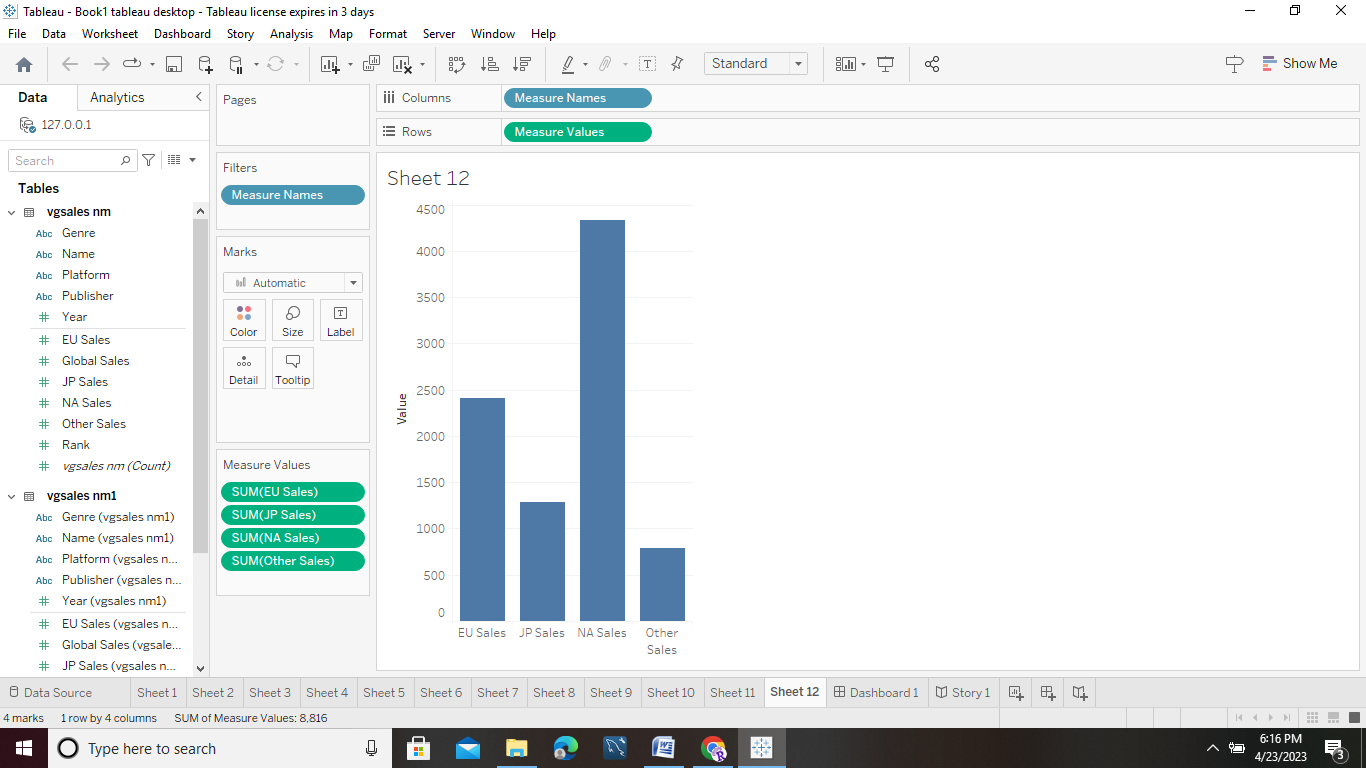 Tableau - Book1 tableau desktop - Tableau license expires in 3 days
File Data Worksheet Dashboard Story Analysis Map Format Server Window Help
Standard
Show Me
Data Analytics
127.0.0.1
Search
Tables
vgsales nm
Abc Genre
Abc Name
Abc Platform
Abc Publisher
Year
EU Sales
Global Sales
JP Sales
NA Sales
Other Sales
Rank
vgsales nm (Count)
vgsales nm1
Abc Genre (vgsales nm1)
Abc Name (vgsales nm1)
Abc Platform (vgsales n...
Abc Publisher (vgsales n...
Year (vgsales nm1)
EU Sales (vgsales n...
Global Sales (vgsale...
JP Sales (vgsales n...
Pages
Filters
Measure Names
Marks
Automatic
Color Size Label
Detail Tooltip
Measure Values
SUM(EU Sales)
SUM(JP Sales)
SUM(NA Sales)
SUM(Other Sales)
Columns Measure Names
Rows Measure Values
Sheet 12
4500
4000
3500
3000
2500
2000
1500
1000
500
0
Value
EU Sales JP Sales NA Sales Other
Sales
Data Source Sheet 1 Sheet 2 Sheet 3 Sheet 4 Sheet 5 Sheet 6 Sheet 7 Sheet 8 Sheet 9 Sheet 10 Sheet 11 Sheet 12 Dashboard 1 Story 1
4 marks 1 row by 4 columns SUM of Measure Values: 8,816
Type here to search
6:16 PM
4/23/2023
3